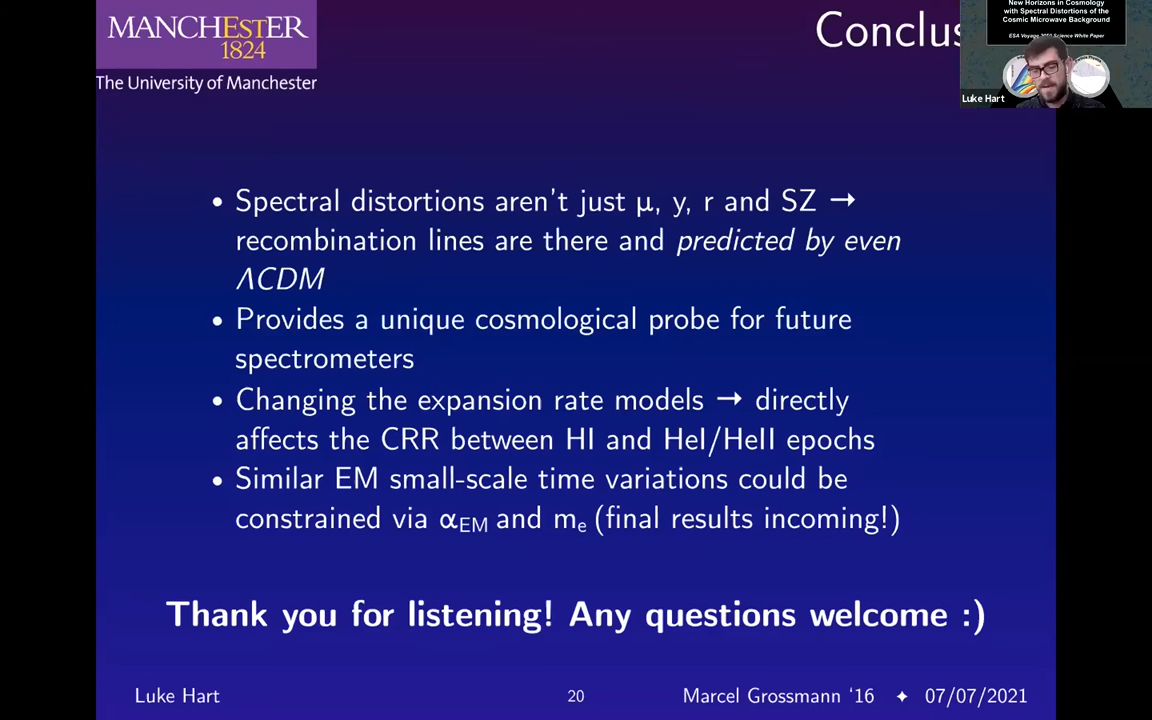 MANCHESTER
1824
The University of Manchester
Conclus
New Horizons in Cosmology
with Spectral Distortions of the
Cosmic Microwave Background
ESA Voyage 2050 Science White Paper
Luke Hart
• Spectral distortions aren't just μ, y, r and SZ →
recombination lines are there and predicted by even
ΛCDM
• Provides a unique cosmological probe for future
spectrometers
• Changing the expansion rate models → directly
affects the CRR between HI and HeI/HeII epochs
• Similar EM small-scale time variations could be
constrained via αEM and me (final results incoming!)
Thank you for listening! Any questions welcome :)
Luke Hart
20
Marcel Grossmann ‘16 ✦ 07/07/2021